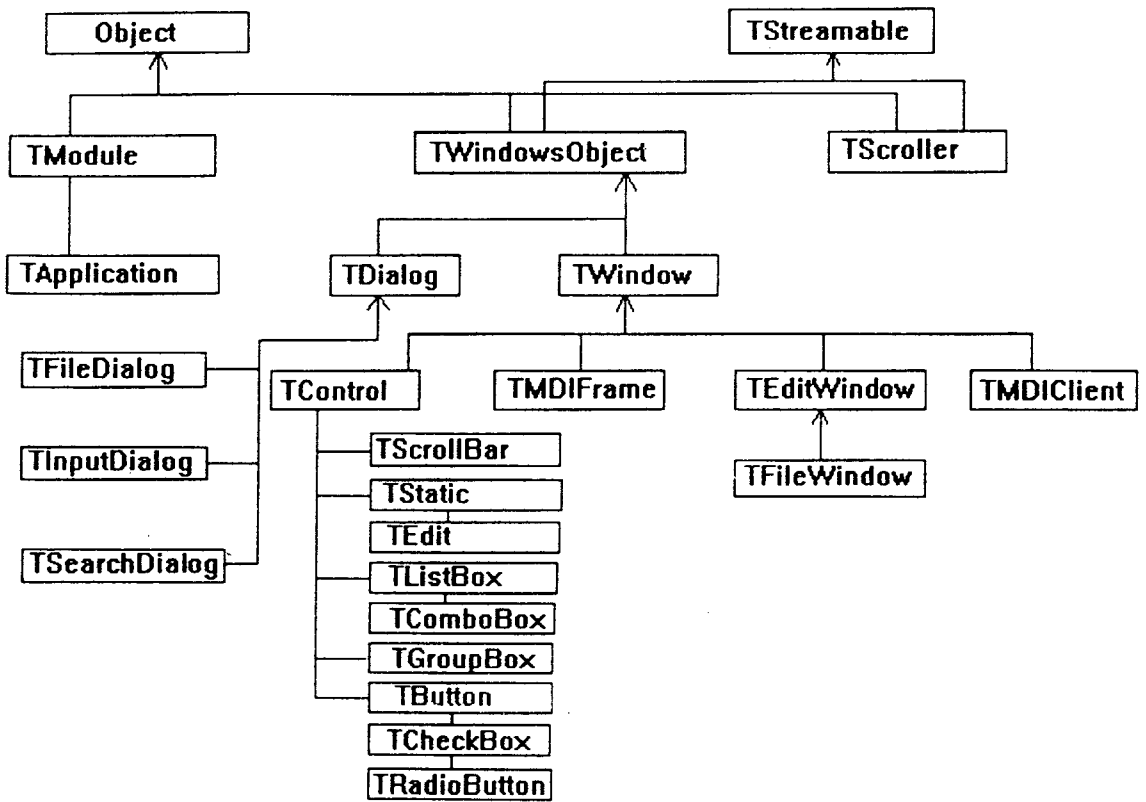 Object
TStreamable
TModule
TWindowsObject
TScroller
TApplication
TDialog
TWindow
TFileDialog
TControl
TMDIFrame
TEditWindow
TMDIClient
TInputDialog
TScrollBar
TFileWindow
TStatic
TEdit
TSearchDialog
TListBox
TComboBox
TGroupBox
TButton
TCheckBox
TRadioButton